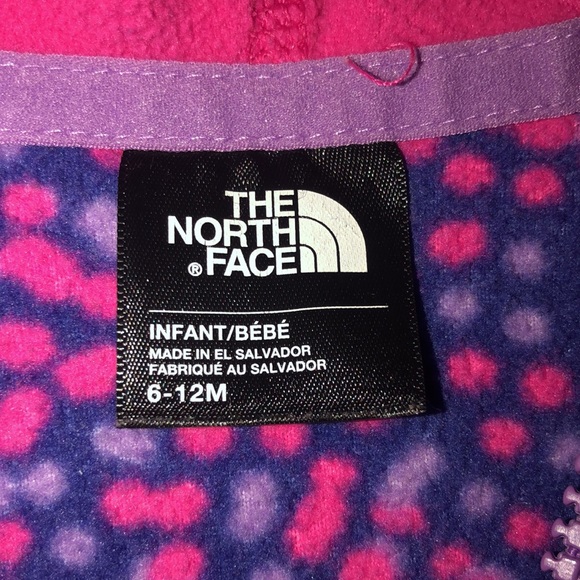 THE
NORTH
® FACE
INFANT/BÉBÉ
MADE IN EL SALVADOR
FABRIQUÉ AU SALVADOR
6-12M